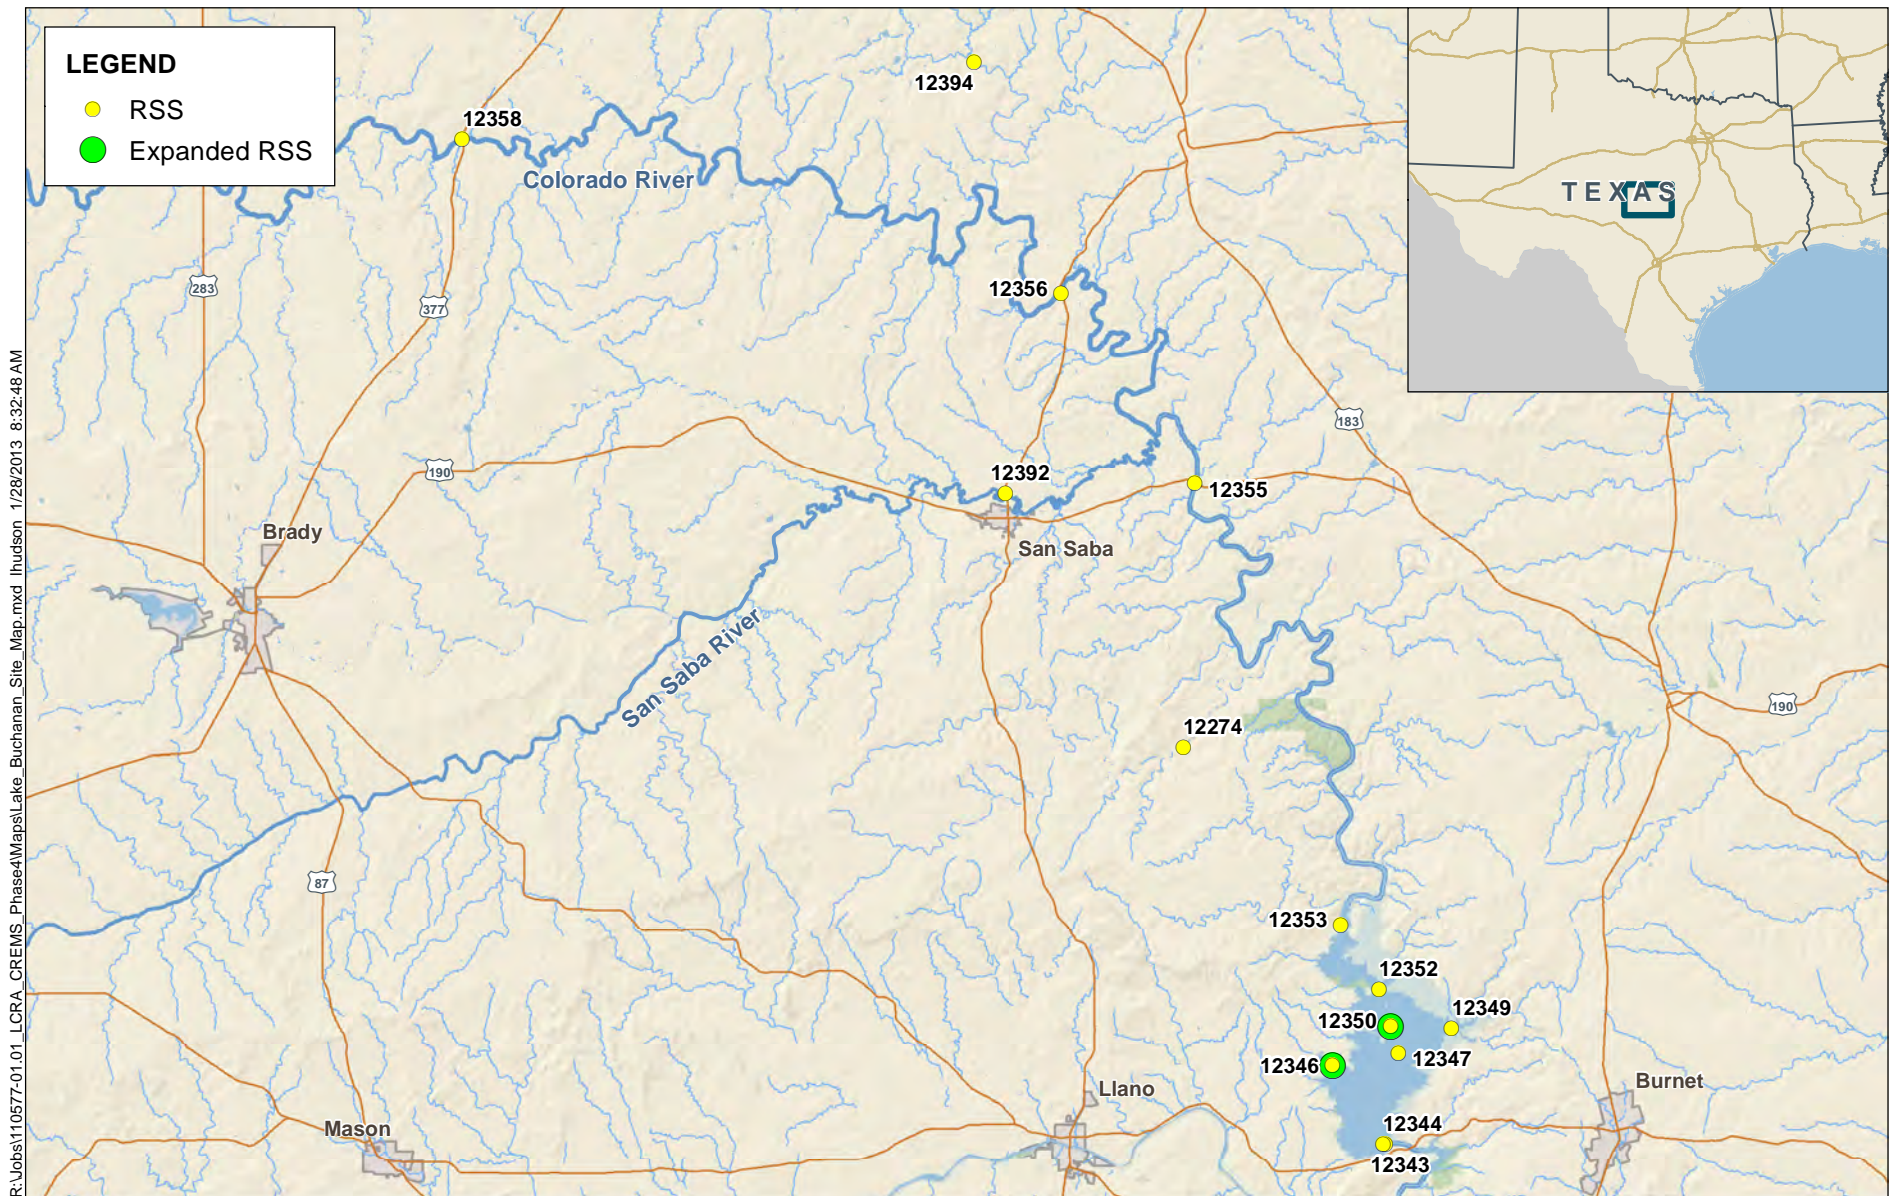 LEGEND
RSS
Expanded RSS
12394
12358
Colorado River
TEXAS
283
377
12356
183
190
12392
12355
Brady
San Saba
San Saba River
12274
190
87
12353
12352
12349
12350
12347
12346
Llano
Burnet
Mason
12344
12343
R:\Jobs\110577-01.01_LCRA_CREMS_Phase4\Maps\Lake_Buchanan_Site_Map.mxd lhudson 1/28/2013 8:32:48 AM